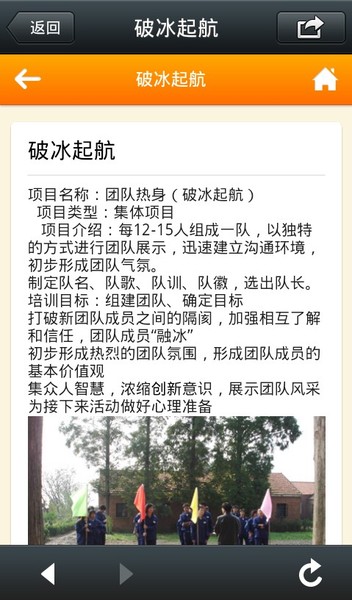 返回
破冰起航
破冰起航
破冰起航
项目名称：团队热身（破冰起航）
项目类型：集体项目
项目介绍：每12-15人组成一队，以独特
的方式进行团队展示，迅速建立沟通环境，
初步形成团队气氛。
制定队名、队歌、队训、队徽，选出队长。
培训目标：组建团队、确定目标
打破新团队成员之间的隔阂，加强相互了解
和信任，团队成员“融冰”
初步形成热烈的团队氛围，形成团队成员的
基本价值观
集众人智慧，浓缩创新意识，展示团队风采
为接下来活动做好心理准备